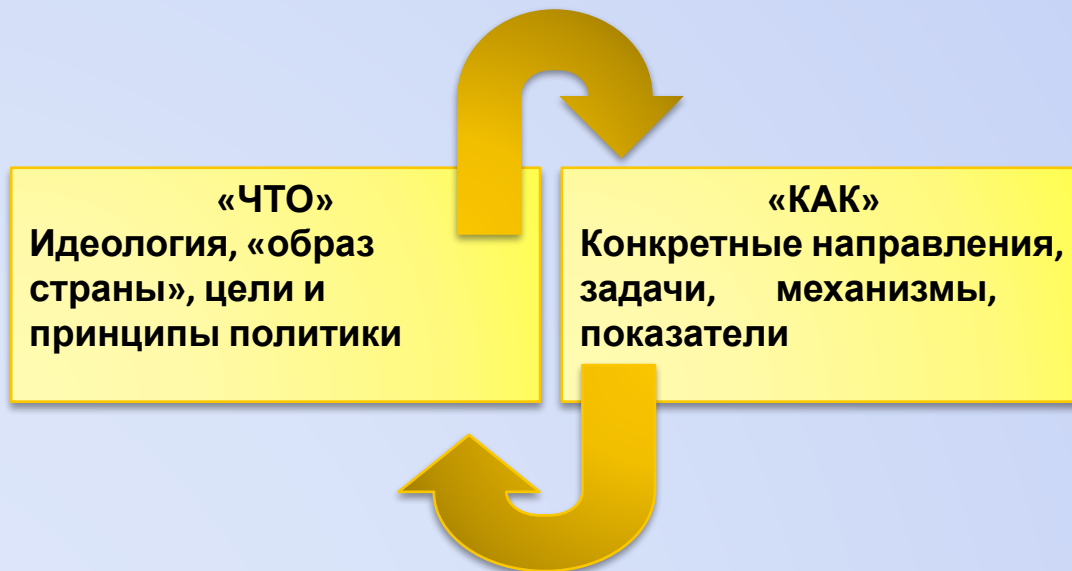 «ЧТО»
Идеология, «образ
страны», цели и
принципы политики
«КАК»
Конкретные направления,
задачи, механизмы,
показатели